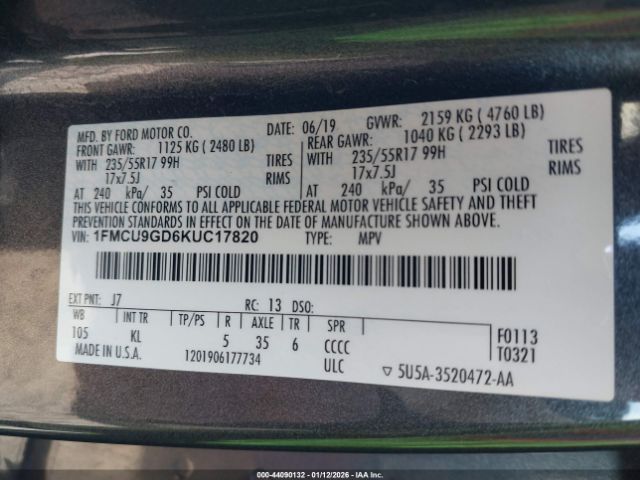 MFD. BY FORD MOTOR CO.
DATE: 06/19 GVWR: 2159 KG ( 4760 LB)
FRONT GAWR: 1125 KG ( 2480 LB) REAR GAWR: 1040 KG ( 2293 LB)
WITH 235/55R17 99H TIRES WITH 235/55R17 99H TIRES
17x7.5J RIMS 17x7.5J RIMS
AT 240 kPa/ 35 PSI COLD AT 240 kPa/ 35 PSI COLD
THIS VEHICLE CONFORMS TO ALL APPLICABLE FEDERAL MOTOR VEHICLE SAFETY AND THEFT
PREVENTION STANDARDS IN EFFECT ON THE DATE OF MANUFACTURE SHOWN ABOVE.
VIN: 1FMCU9GD6KUC17820 TYPE: MPV
EXT PNT: J7 RC: 13 DSO:
WB INT TR TP/PS R AXLE TR SPR
105 KL 5 35 6 CCCC F0113
MADE IN U.S.A. 1201906177734 ULC T0321
▽ 5U5A-3520472-AA
000-44090132 - 01/12/2026 - IAA Inc.